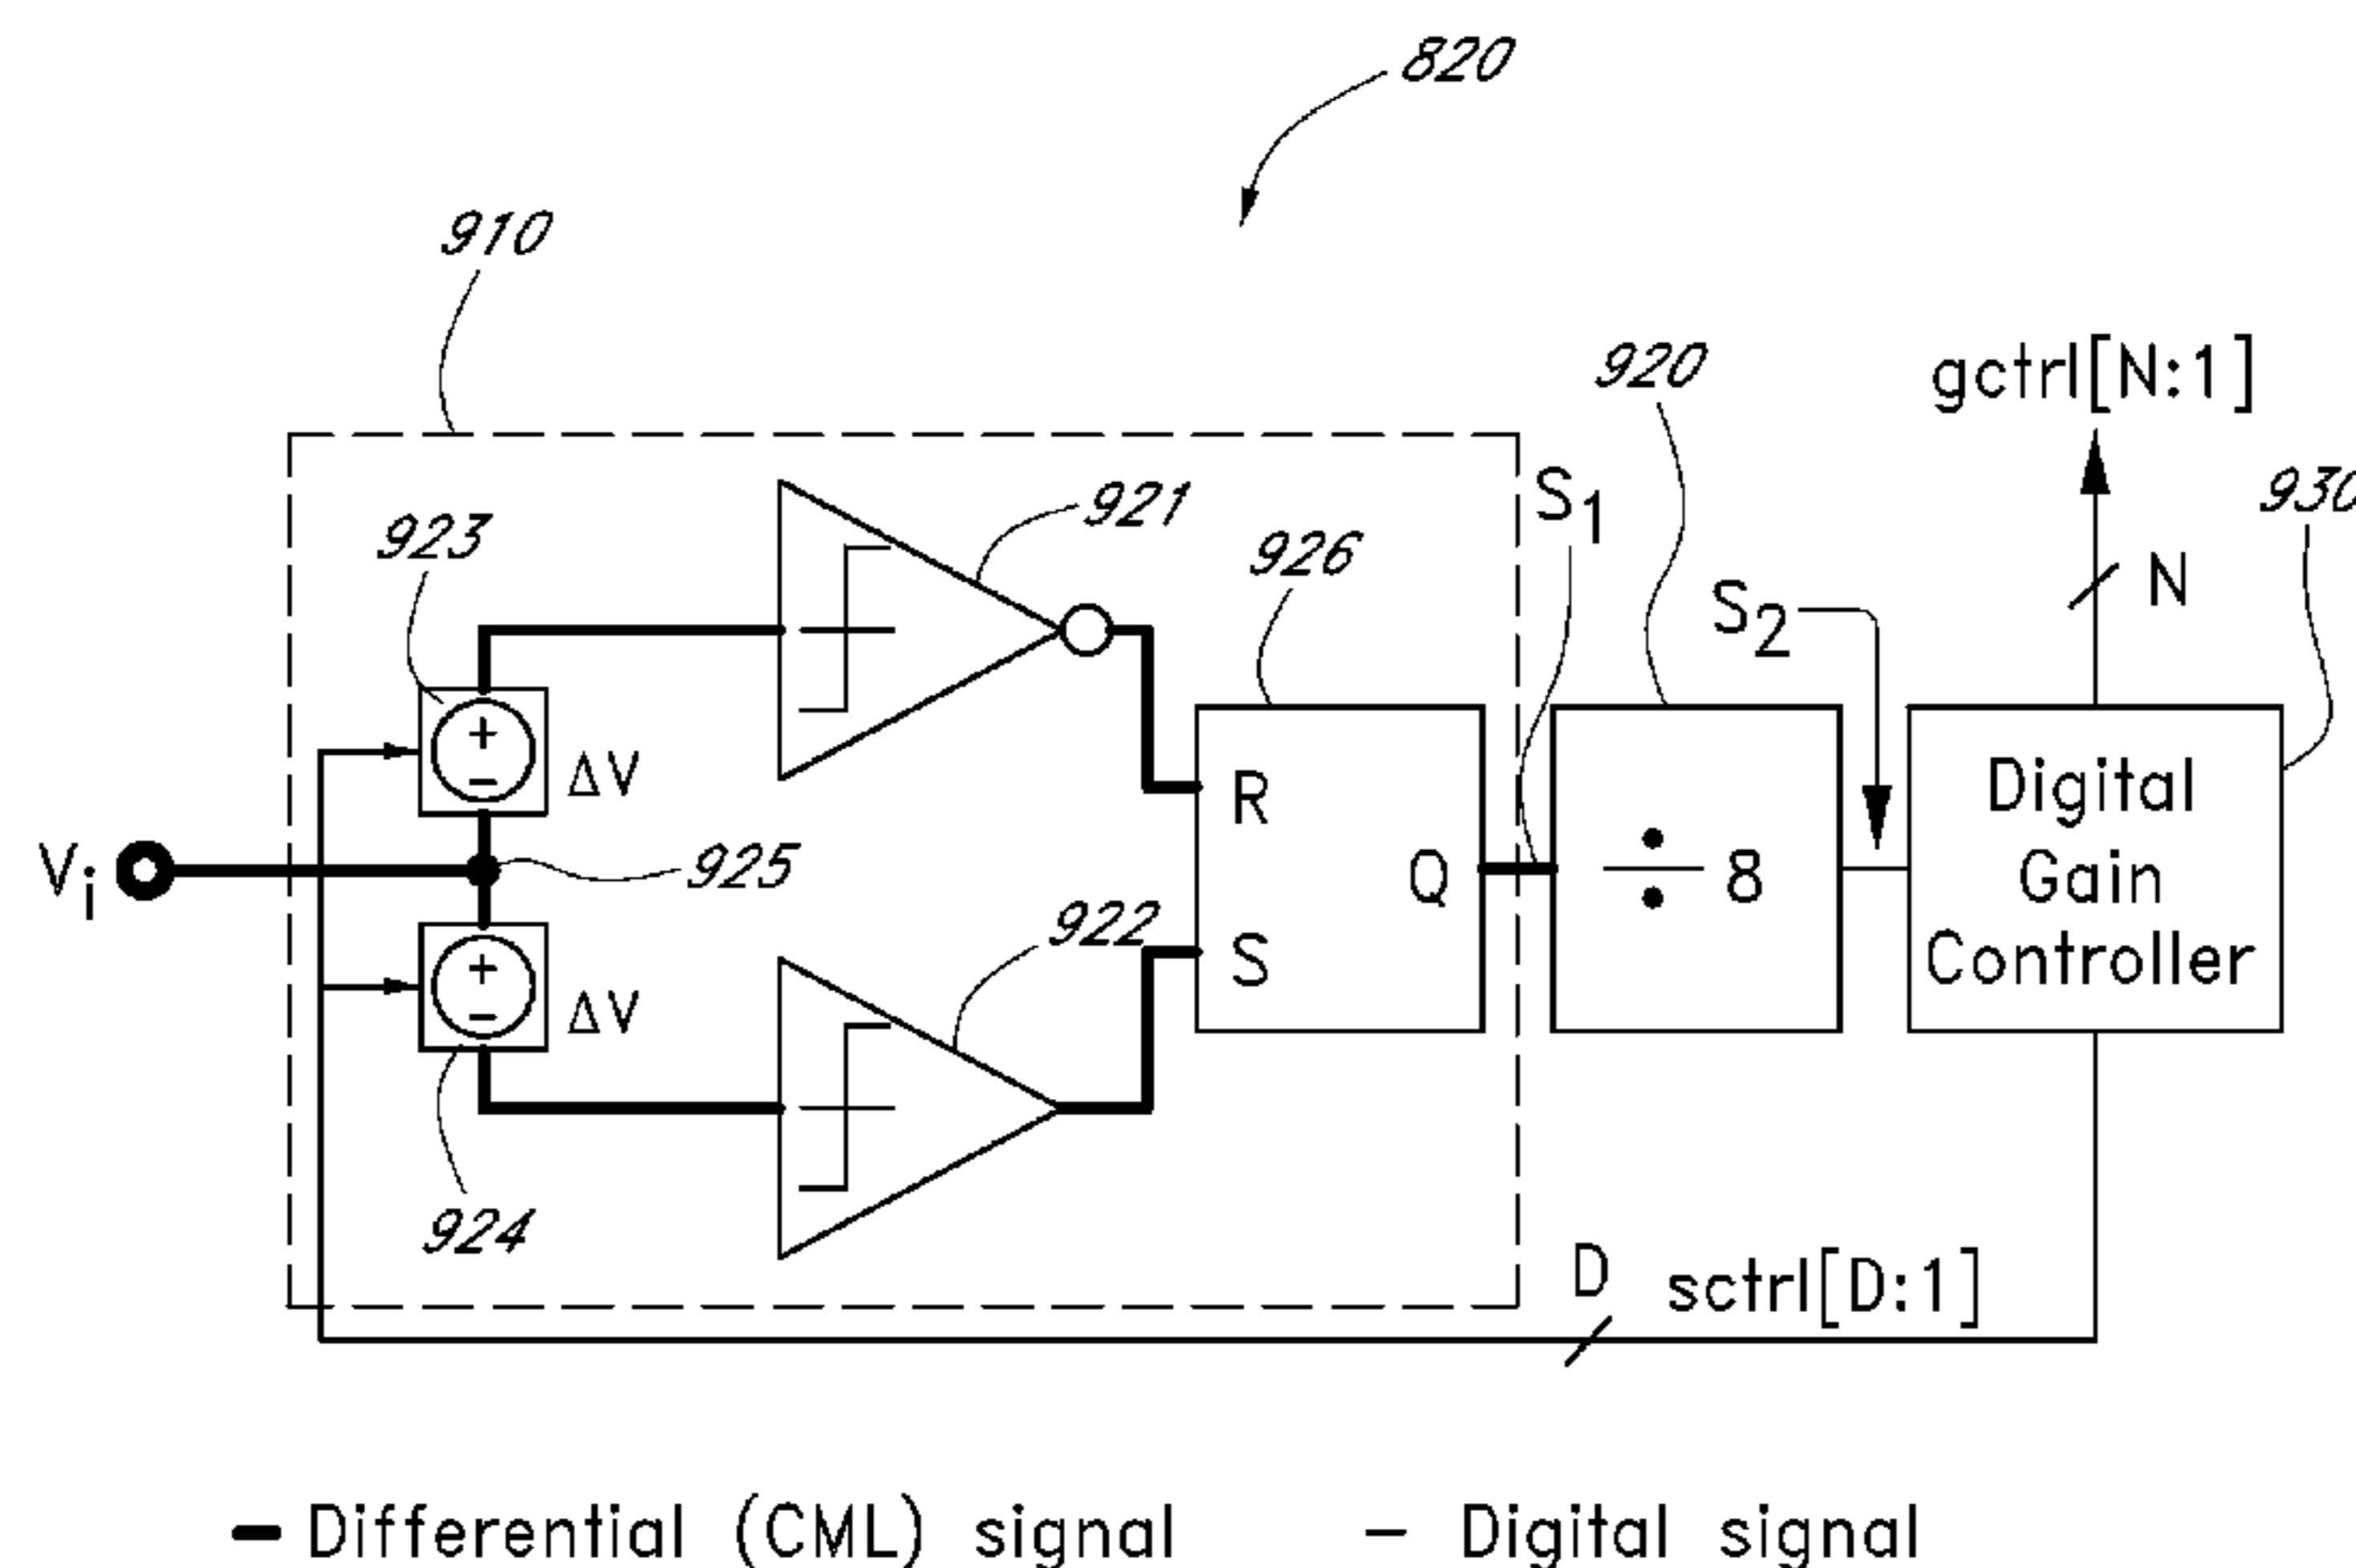 820
910
920
gctrl[N:1]
923
921
926
S1
S2
N
930
ΔV
+
−
R
Digital
Gain
Controller
Vi
925
Q
÷ 8
922
S
+
−
ΔV
924
D sctrl[D:1]
Differential (CML) signal
Digital signal